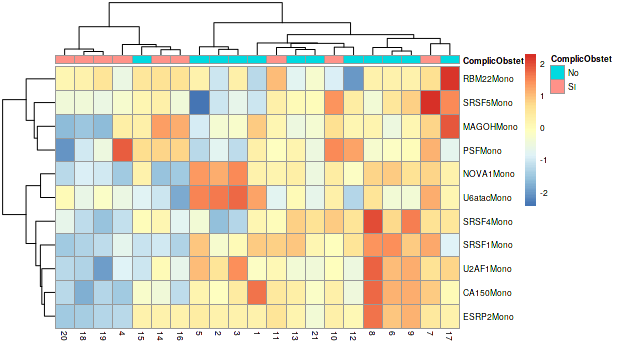 ComplicObstet
RBM22Mono
SRSF5Mono
MAGOHMono
PSFMono
NOVA1Mono
U6atacMono
SRSF4Mono
SRSF1Mono
U2AF1Mono
CA150Mono
ESRP2Mono
20 18 19 4 15 14 16 5 2 3 1 11 13 21 10 12 8 6 9 7 17
2
1
0
-1
-2
ComplicObstet
No
Si